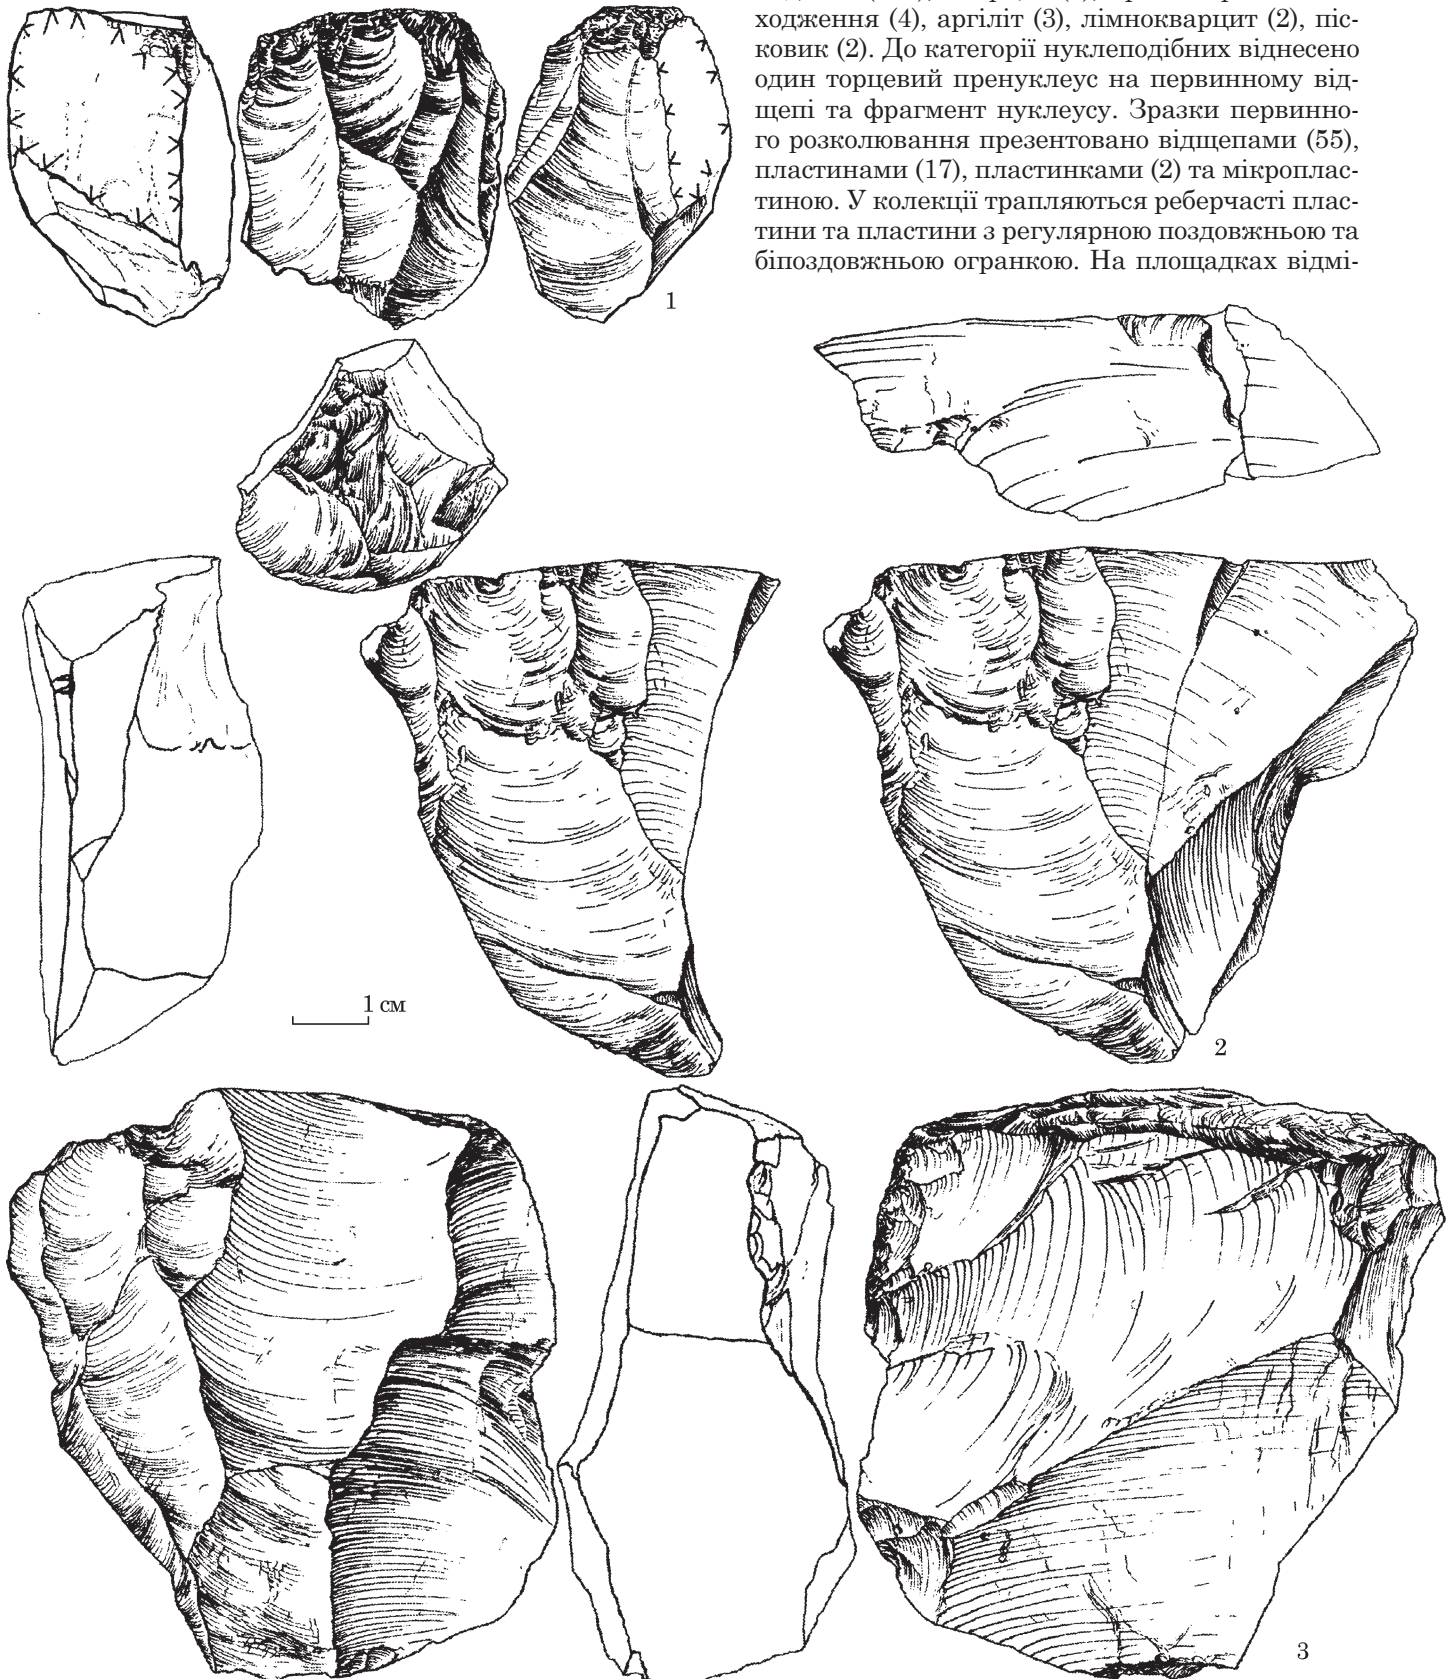 ходження (4), аргіліт (3), лімнокварцит (2), піс-
ковик (2). До категорії нуклеподібних віднесено
один торцевий пренуклеус на первинному від-
щепі та фрагмент нуклеусу. Зразки первинно-
го розколювання презентовано відщепами (55),
пластинами (17), пластинками (2) та мікроплас-
тиною. У колекції трапляються реберчасті плас-
тини та пластини з регулярною поздовжньою та
біпоздовжньою огранкою. На площадках відмі-
1
1 см
2
3